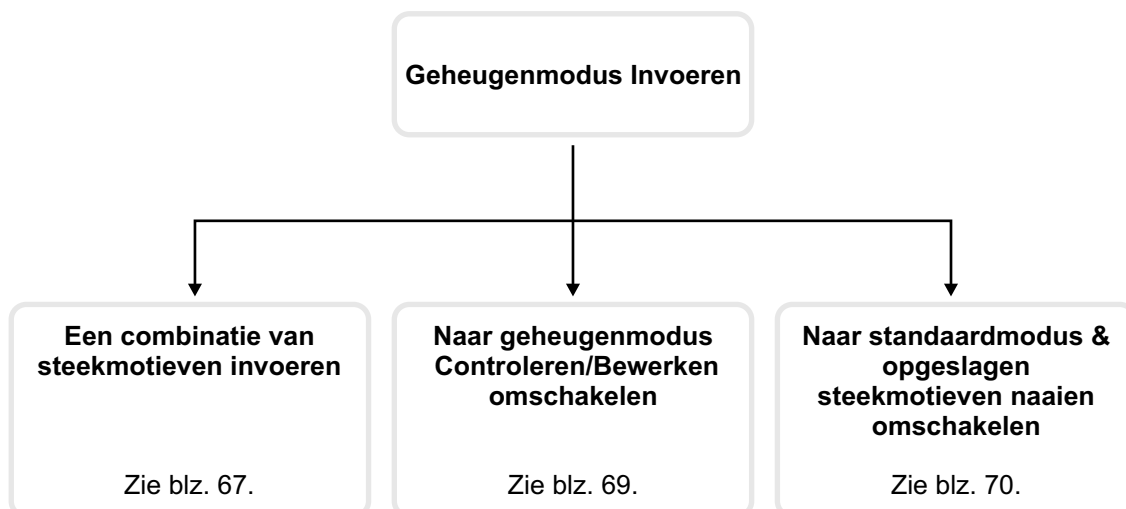 Geheugenmodus Invoeren
Een combinatie van
steekmotieven invoeren
Zie blz. 67.
Naar geheugenmodus
Controleren/Bewerken
omschakelen
Zie blz. 69.
Naar standaardmodus &
opgeslagen
steekmotieven naaien
omschakelen
Zie blz. 70.